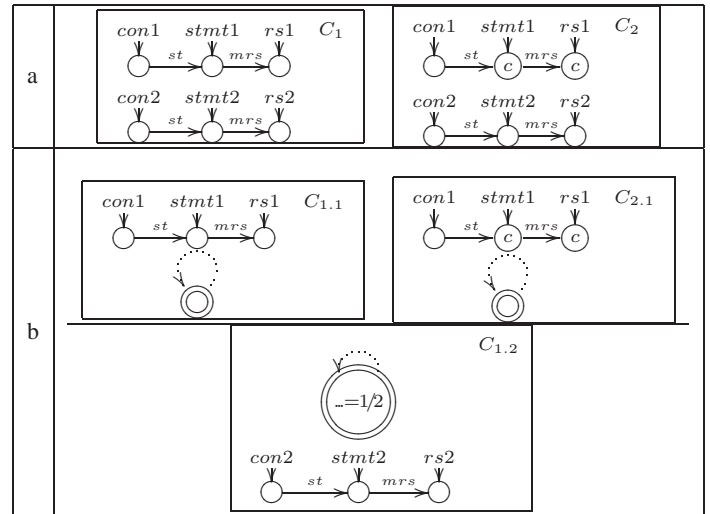 a
con1 stmt1 rs1 C1
st mrs
con2 stmt2 rs2
st mrs
con1 stmt1 rs1 C2
st c mrs c
con2 stmt2 rs2
st mrs
b
con1 stmt1 rs1 C1.1
st mrs
con1 stmt1 rs1 C2.1
st c mrs c
C1.2
...=1/2
con2 stmt2 rs2
st mrs